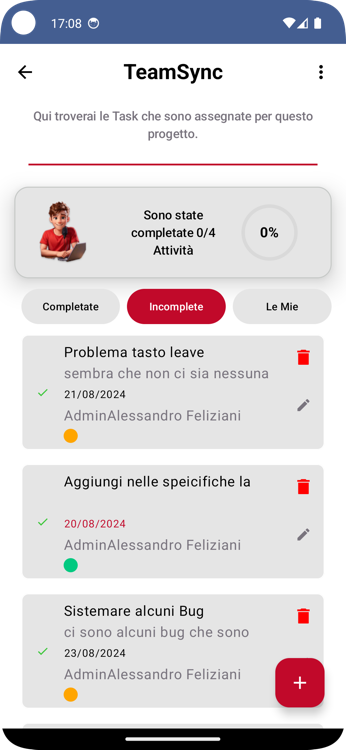 17:08
TeamSync
Qui troverai le Task che sono assegnate per questo
progetto.
Sono state
completate 0/4
Attività
0%
Completate
Incomplete
Le Mie
Problema tasto leave
sembra che non ci sia nessuna
21/08/2024
AdminAlessandro Feliziani
Aggiungi nelle speicifiche la
20/08/2024
AdminAlessandro Feliziani
Sistemare alcuni Bug
ci sono alcuni bug che sono
23/08/2024
AdminAlessandro Feliziani
+